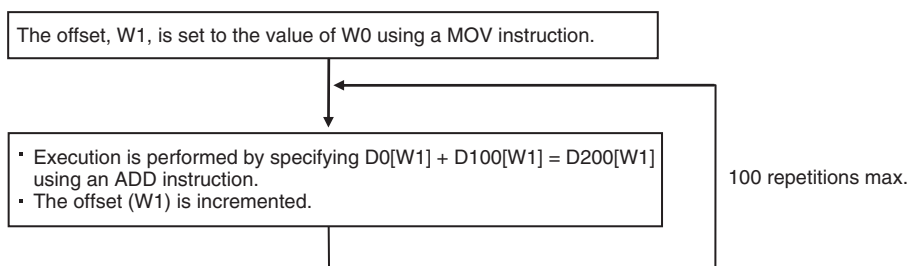 The offset, W1, is set to the value of W0 using a MOV instruction.
▪ Execution is performed by specifying D0[W1] + D100[W1] = D200[W1]
using an ADD instruction.
▪ The offset (W1) is incremented.
100 repetitions max.